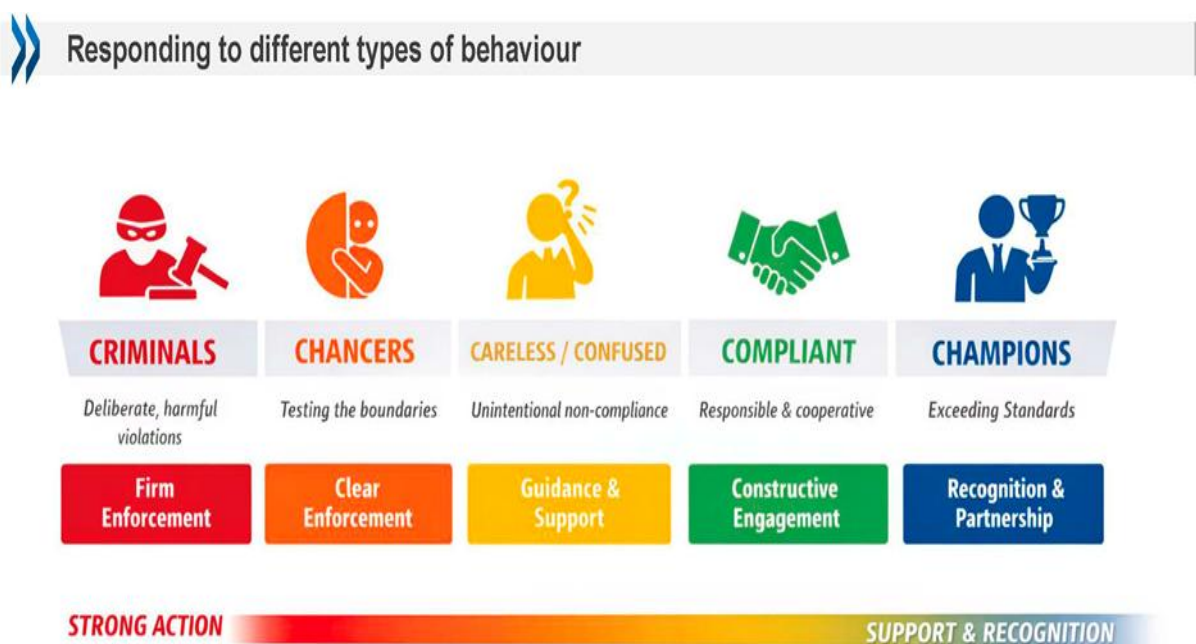 Responding to different types of behaviour
?
CRIMINALS
CHANCERS
CARELESS / CONFUSED
COMPLIANT
CHAMPIONS
Deliberate, harmful
violations
Testing the boundaries
Unintentional non-compliance
Responsible & cooperative
Exceeding Standards
Firm
Enforcement
Clear
Enforcement
Guidance &
Support
Constructive
Engagement
Recognition &
Partnership
STRONG ACTION
SUPPORT & RECOGNITION